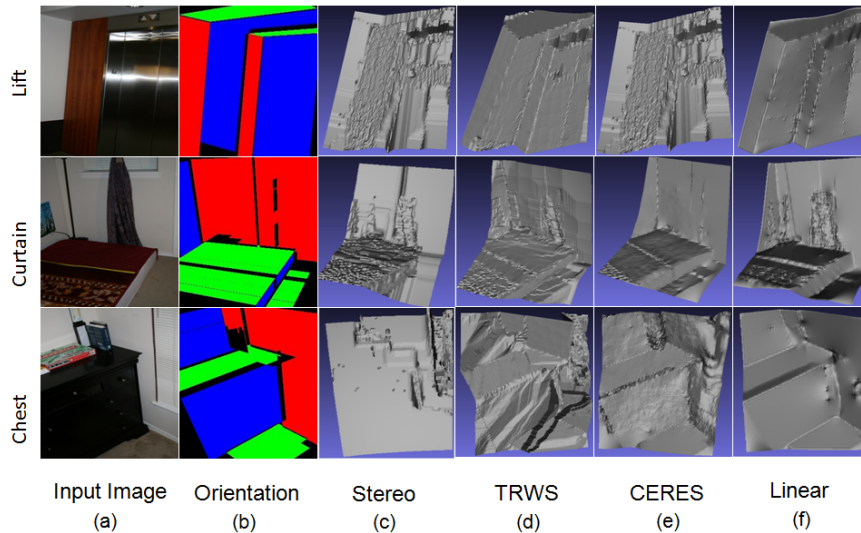 Lift
Curtain
Chest
Input Image
Orientation
Stereo
TRWS
CERES
Linear
(a)
(b)
(c)
(d)
(e)
(f)